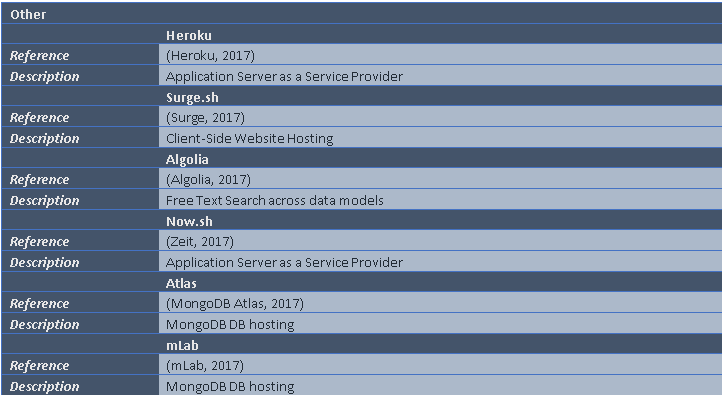 Other
Heroku
Reference (Heroku, 2017)
Description Application Server as a Service Provider
Surge.sh
Reference (Surge, 2017)
Description Client-Side Website Hosting
Algolia
Reference (Algolia, 2017)
Description Free Text Search across data models
Now.sh
Reference (Zeit, 2017)
Description Application Server as a Service Provider
Atlas
Reference (MongoDB Atlas, 2017)
Description MongoDB DB hosting
mLab
Reference (mLab, 2017)
Description MongoDB DB hosting